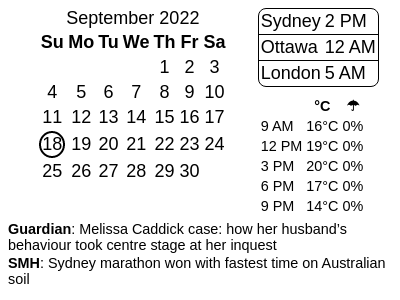 September 2022
Su Mo Tu We Th Fr Sa
1 2 3
4 5 6 7 8 9 10
11 12 13 14 15 16 17
18 19 20 21 22 23 24
25 26 27 28 29 30
Sydney 2 PM
Ottawa 12 AM
London 5 AM
°C ☂
9 AM 16°C 0%
12 PM 19°C 0%
3 PM 20°C 0%
6 PM 17°C 0%
9 PM 14°C 0%
Guardian: Melissa Caddick case: how her husband’s
behaviour took centre stage at her inquest
SMH: Sydney marathon won with fastest time on Australian
soil